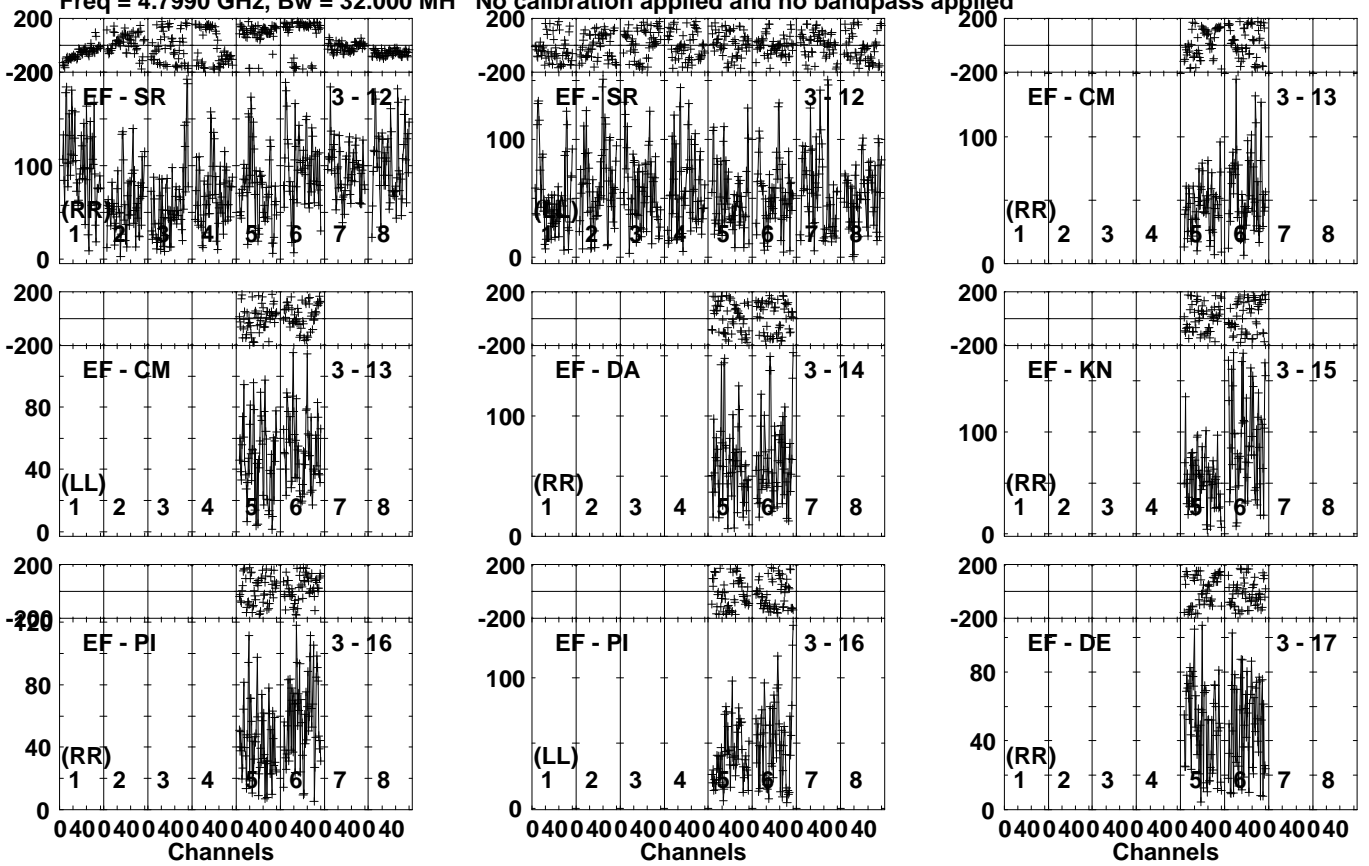 Freq = 4.7990 GHz, Bw = 32.000 MH No calibration applied and no bandpass applied
200
-200
EF - SR 3 - 12
100
(RR)
1 2 3 4 5 6 7 8
0
200
-200
EF - SR 3 - 12
100
(LL)
1 2 3 4 5 6 7 8
0
200
-200
EF - CM 3 - 13
100
(RR)
1 2 3 4 5 6 7 8
0
200
-200
EF - CM 3 - 13
80
40
(LL)
1 2 3 4 5 6 7 8
0
200
-200
EF - DA 3 - 14
100
(RR)
1 2 3 4 5 6 7 8
0
200
-200
EF - KN 3 - 15
100
(RR)
1 2 3 4 5 6 7 8
0
200
-200
120
EF - PI 3 - 16
80
40
(RR)
1 2 3 4 5 6 7 8
0
0 40 0 40 0 40 0 40 0 40 0 40 0 40 0 40
Channels
200
-200
EF - PI 3 - 16
100
(LL)
1 2 3 4 5 6 7 8
0
0 40 0 40 0 40 0 40 0 40 0 40 0 40 0 40
Channels
200
-200
EF - DE 3 - 17
80
40
(RR)
1 2 3 4 5 6 7 8
0
0 40 0 40 0 40 0 40 0 40 0 40 0 40 0 40
Channels